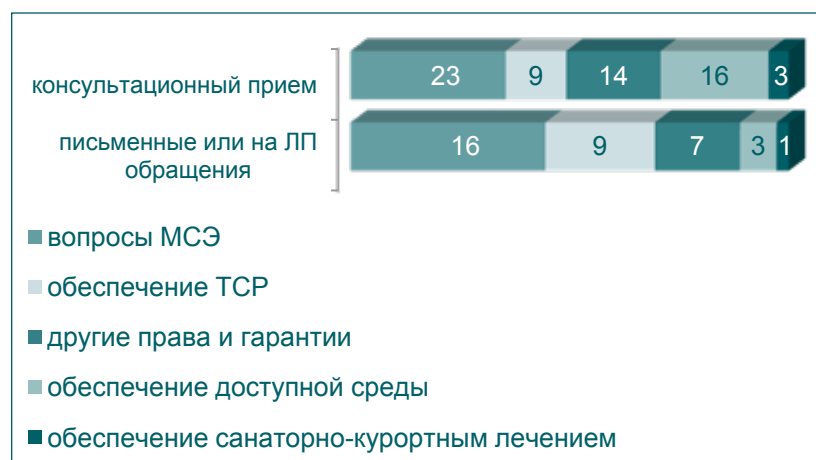 консультационный прием
23 9 14 16 3
письменные или на ЛП
обращения
16 9 7 3 1
вопросы МСЭ
обеспечение ТСР
другие права и гарантии
обеспечение доступной среды
обеспечение санаторно-курортным лечением